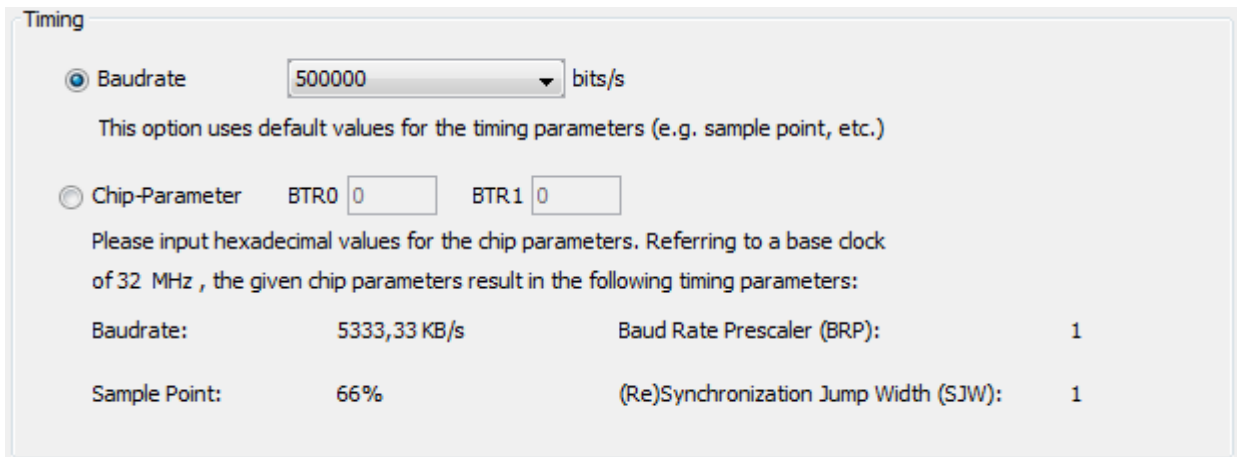 Timing
Baudrate 500000 bits/s
This option uses default values for the timing parameters (e.g. sample point, etc.)
Chip-Parameter BTR0 0 BTR1 0
Please input hexadecimal values for the chip parameters. Referring to a base clock
of 32 MHz , the given chip parameters result in the following timing parameters:
Baudrate: 5333,33 KB/s Baud Rate Prescaler (BRP): 1
Sample Point: 66% (Re)Synchronization Jump Width (SJW): 1